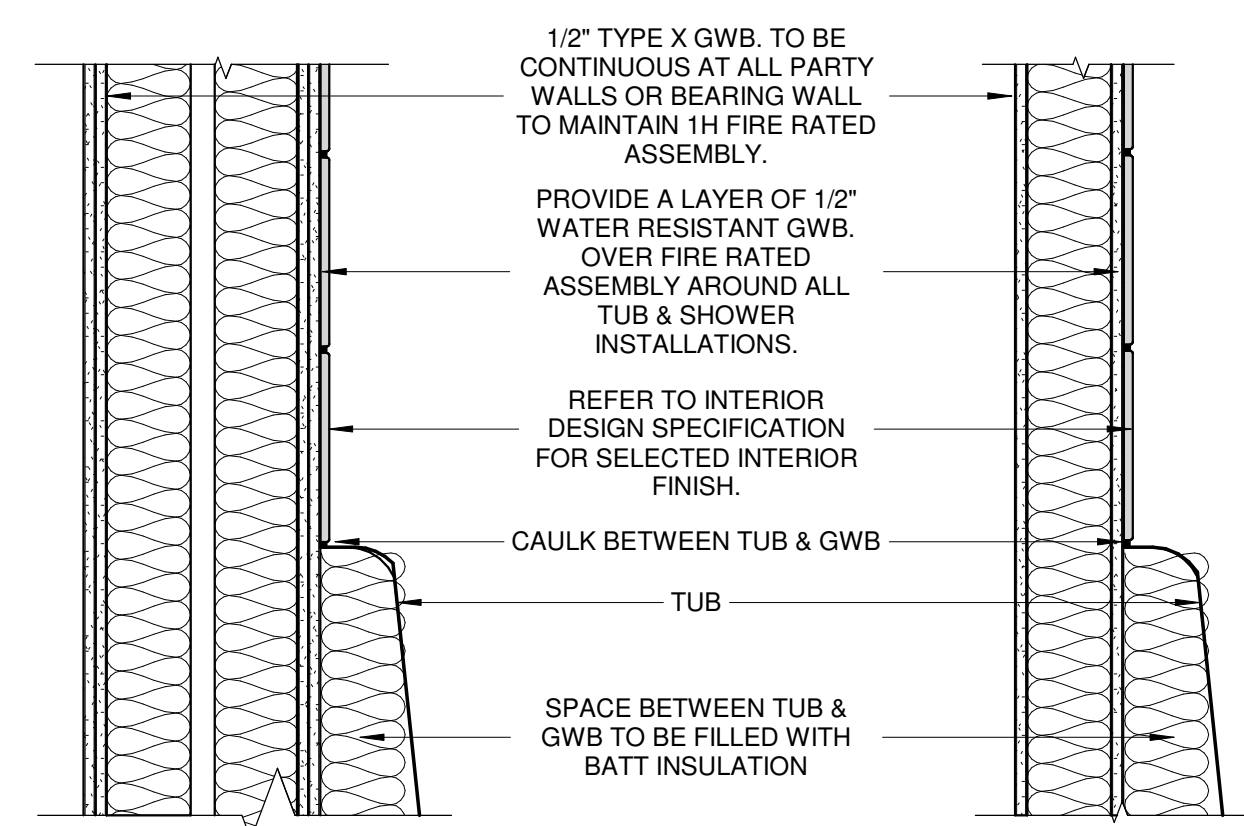 1/2" TYPE X GWB. TO BE
CONTINUOUS AT ALL PARTY
WALLS OR BEARING WALL
TO MAINTAIN 1H FIRE RATED
ASSEMBLY.
PROVIDE A LAYER OF 1/2"
WATER RESISTANT GWB.
OVER FIRE RATED
ASSEMBLY AROUND ALL
TUB & SHOWER
INSTALLATIONS.
REFER TO INTERIOR
DESIGN SPECIFICATION
FOR SELECTED INTERIOR
FINISH.
CAULK BETWEEN TUB & GWB
TUB
SPACE BETWEEN TUB &
GWB TO BE FILLED WITH
BATT INSULATION